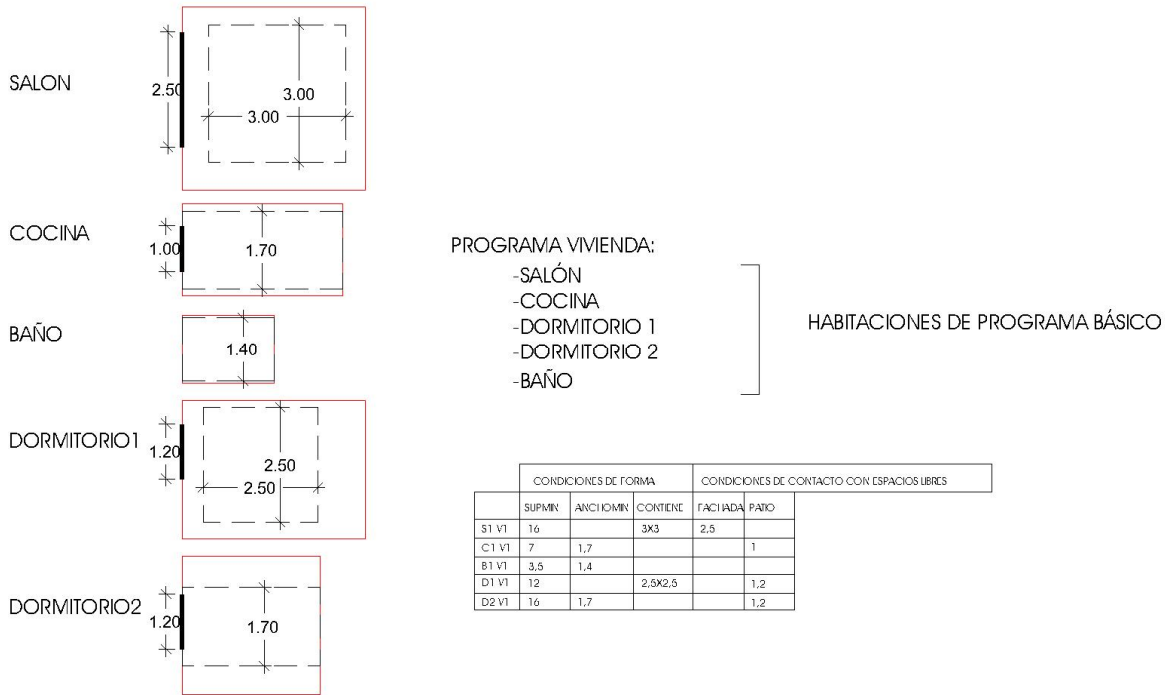 SALON
2.50
3.00
3.00
COCINA
1.00
1.70
BAÑO
1.40
DORMITORIO1
1.20
2.50
2.50
DORMITORIO2
1.20
1.70
PROGRAMA VIVIENDA:
-SALÓN
-COCINA
-DORMITORIO 1
-DORMITORIO 2
-BAÑO
HABITACIONES DE PROGRAMA BÁSICO
CONDICIONES DE FORMA CONDICIONES DE CONTACTO CON ESPACIOS LIBRES
SUPMIN ANCHOMIN CONTIENE FACHADA PATIO
S1 V1 16 3X3 2,5
C1 V1 7 1,7 1
B1 V1 3,5 1,4
D1 V1 12 2,5X2,5 1,2
D2 V1 16 1,7 1,2